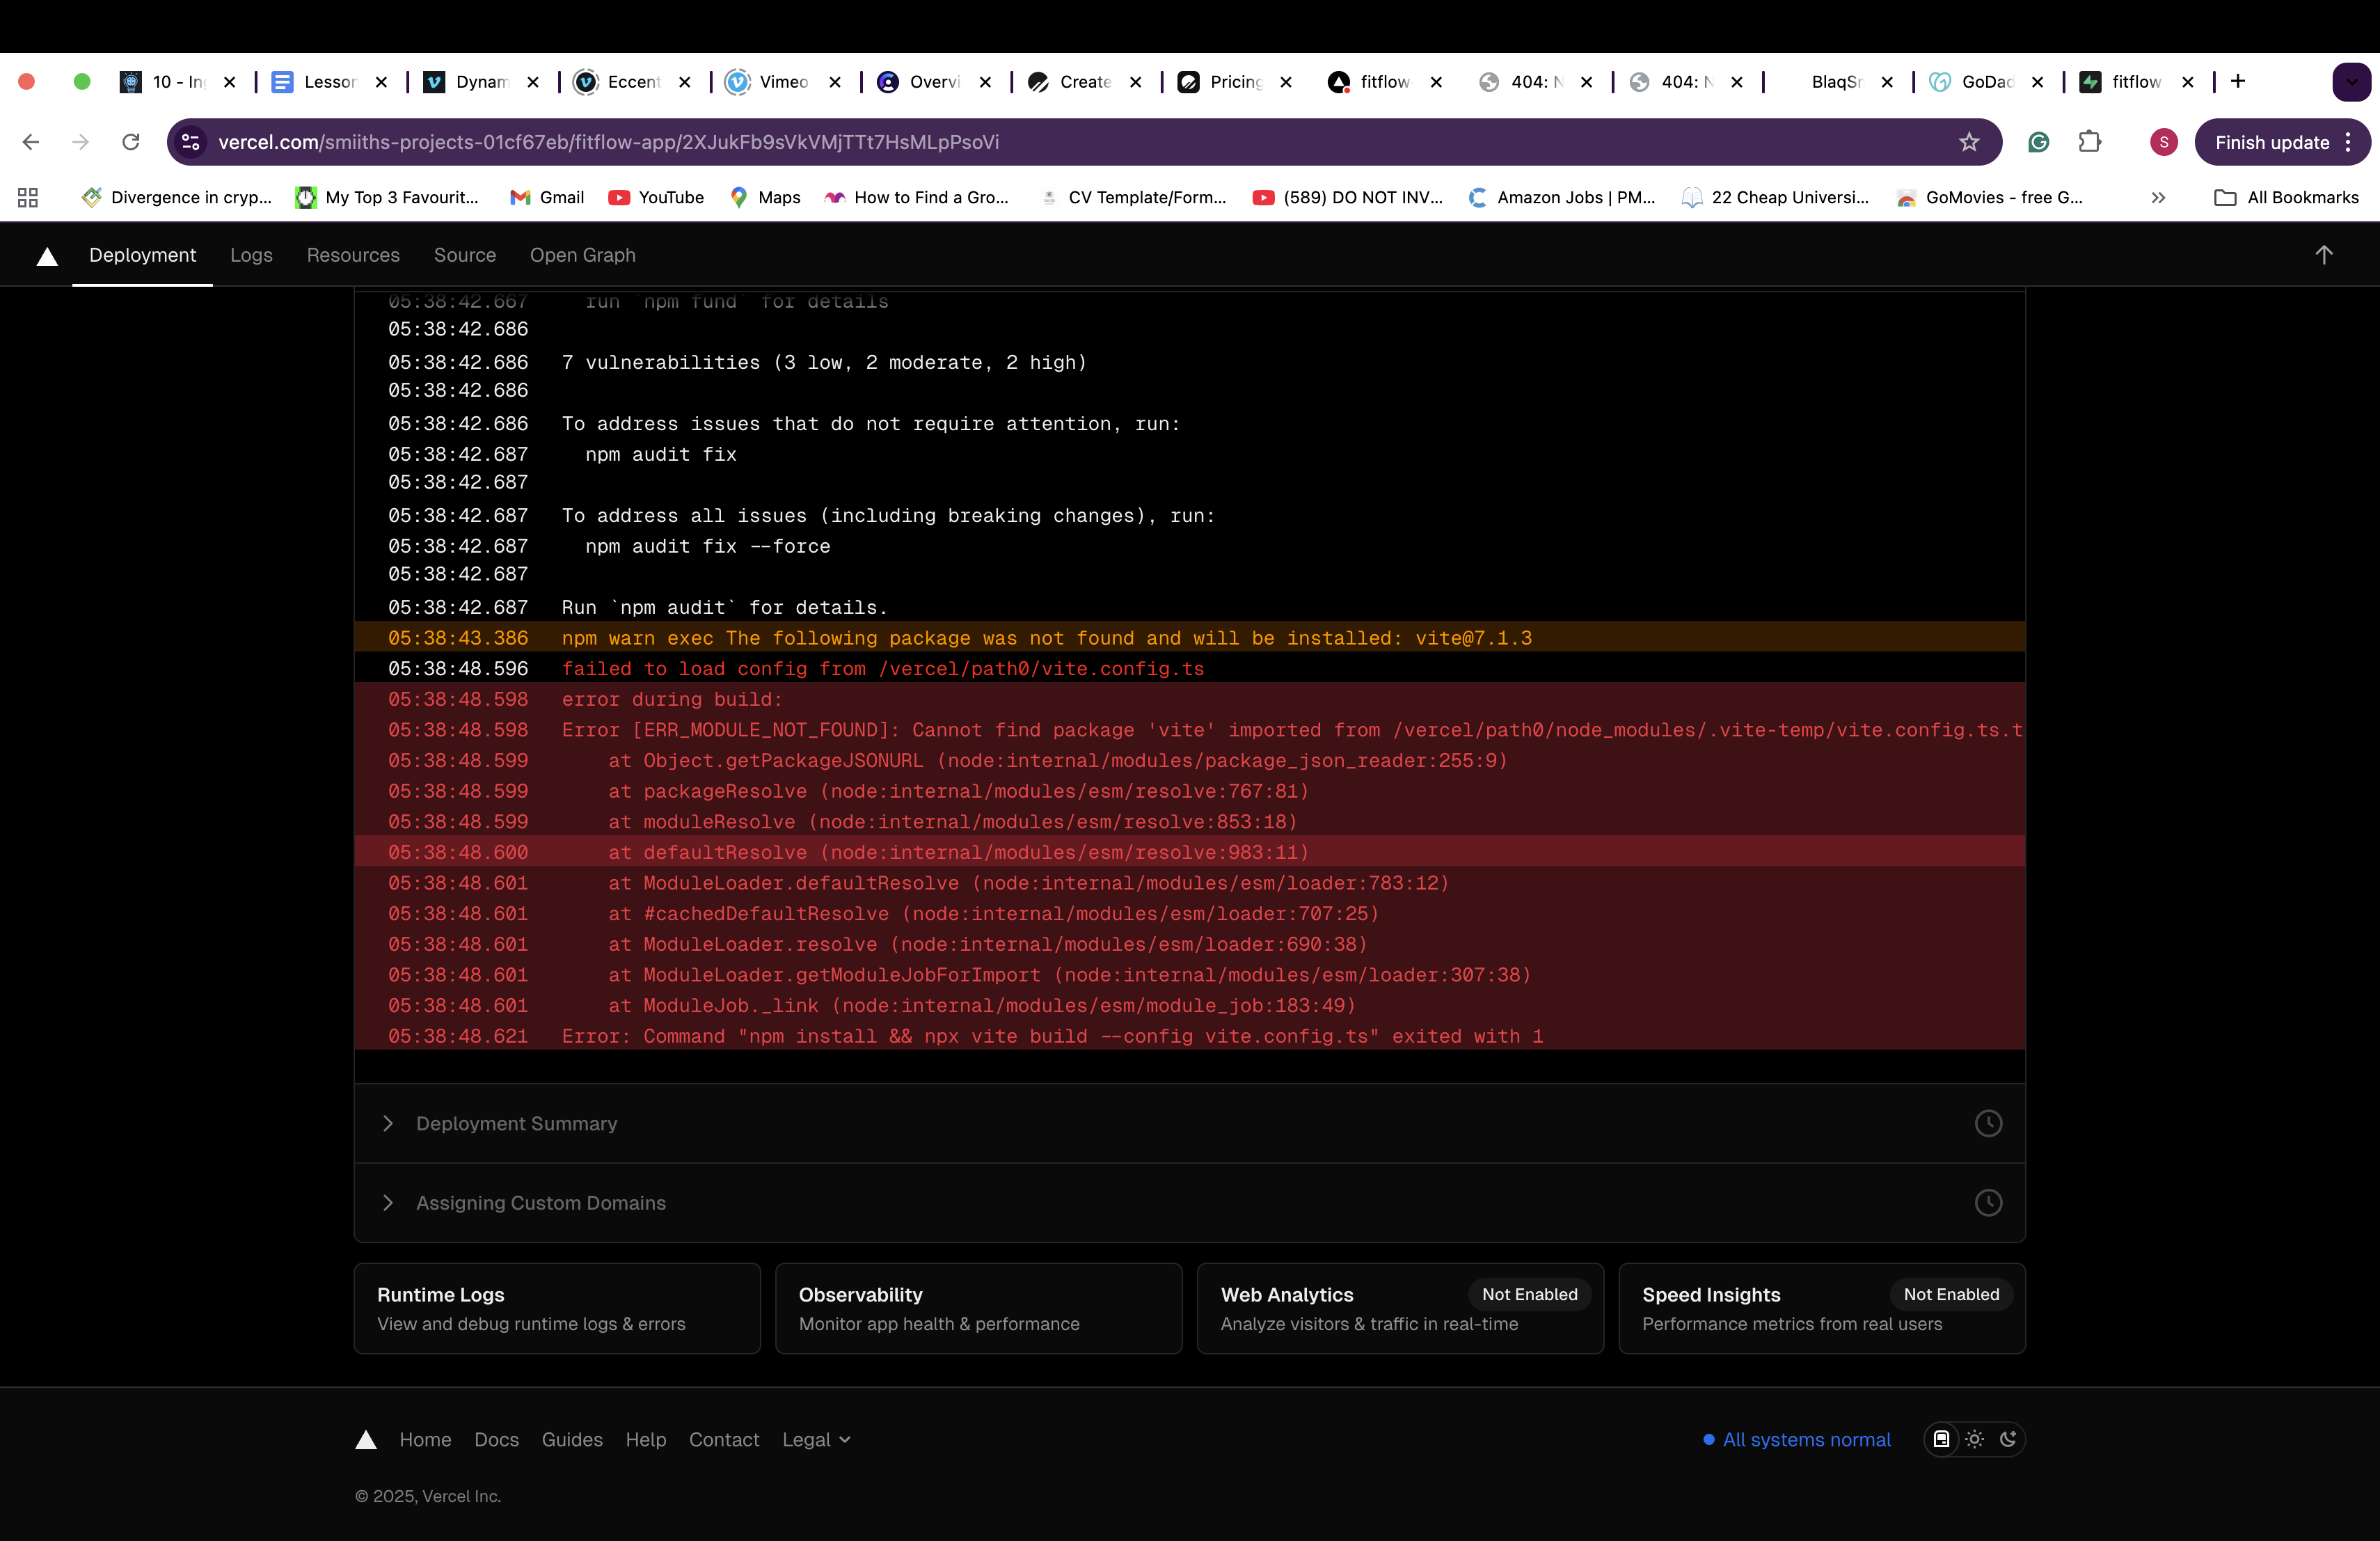 10 - In
Lesson
Dynam
Eccent
Vimeo
Overvi
Create
Pricing
fitflow
404: N
404: N
BlaqSr
GoDad
fitflow
vercel.com/smiiths-projects-01cf67eb/fitflow-app/2XJukFb9sVkVMjTTt7HsMLpPsoVi
S
Finish update
Divergence in cryp...
My Top 3 Favourit...
Gmail
YouTube
Maps
How to Find a Gro...
CV Template/Form...
(589) DO NOT INV...
Amazon Jobs | PM...
22 Cheap Universi...
GoMovies - free G...
All Bookmarks
Deployment
Logs
Resources
Source
Open Graph
05:38:42.667 run `npm fund` for details
05:38:42.686
05:38:42.686 7 vulnerabilities (3 low, 2 moderate, 2 high)
05:38:42.686
05:38:42.686 To address issues that do not require attention, run:
05:38:42.687 npm audit fix
05:38:42.687
05:38:42.687 To address all issues (including breaking changes), run:
05:38:42.687 npm audit fix --force
05:38:42.687
05:38:42.687 Run `npm audit` for details.
05:38:43.386 npm warn exec The following package was not found and will be installed: vite@7.1.3
05:38:48.596 failed to load config from /vercel/path0/vite.config.ts
05:38:48.598 error during build:
05:38:48.598 Error [ERR_MODULE_NOT_FOUND]: Cannot find package 'vite' imported from /vercel/path0/node_modules/.vite-temp/vite.config.ts.t
05:38:48.599 at Object.getPackageJSONURL (node:internal/modules/package_json_reader:255:9)
05:38:48.599 at packageResolve (node:internal/modules/esm/resolve:767:81)
05:38:48.599 at moduleResolve (node:internal/modules/esm/resolve:853:18)
05:38:48.600 at defaultResolve (node:internal/modules/esm/resolve:983:11)
05:38:48.601 at ModuleLoader.defaultResolve (node:internal/modules/esm/loader:783:12)
05:38:48.601 at #cachedDefaultResolve (node:internal/modules/esm/loader:707:25)
05:38:48.601 at ModuleLoader.resolve (node:internal/modules/esm/loader:690:38)
05:38:48.601 at ModuleLoader.getModuleJobForImport (node:internal/modules/esm/loader:307:38)
05:38:48.601 at ModuleJob._link (node:internal/modules/esm/module_job:183:49)
05:38:48.621 Error: Command "npm install && npx vite build --config vite.config.ts" exited with 1
Deployment Summary
Assigning Custom Domains
Runtime Logs
View and debug runtime logs & errors
Observability
Monitor app health & performance
Web Analytics
Not Enabled
Analyze visitors & traffic in real-time
Speed Insights
Not Enabled
Performance metrics from real users
Home
Docs
Guides
Help
Contact
Legal
All systems normal
© 2025, Vercel Inc.